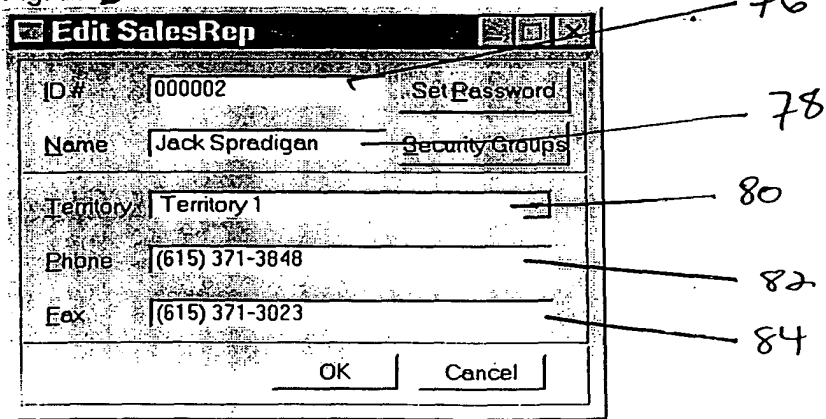 76
Edit SalesRep
ID# 000002 Set Password
78
Name Jack Spradigan Security Groups
Territory Territory 1 80
Phone (615) 371-3848 82
Fax (615) 371-3023 84
OK Cancel